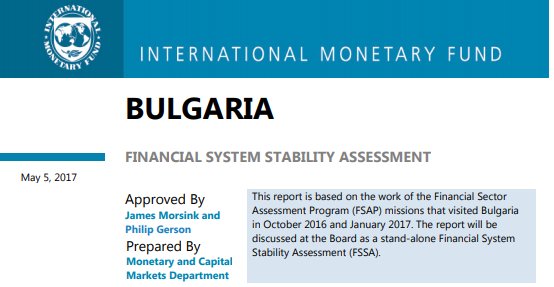 INTERNATIONAL MONETARY FUND
INTERNATIONAL MONETARY FUND
BULGARIA
FINANCIAL SYSTEM STABILITY ASSESSMENT
May 5, 2017
Approved By
James Morsink and
Philip Gerson
Prepared By
Monetary and Capital
Markets Department
This report is based on the work of the Financial Sector
Assessment Program (FSAP) missions that visited Bulgaria
in October 2016 and January 2017. The report will be
discussed at the Board as a stand-alone Financial System
Stability Assessment (FSSA).